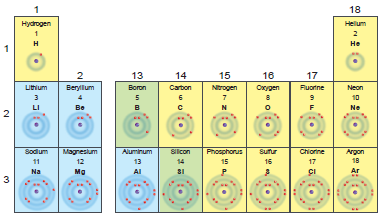 1 18
Hydrogen Helium
1 2
H He
1
2 13 14 15 16 17
Lithium Beryllium Boron Carbon Nitrogen Oxygen Fluorine Neon
3 4 5 6 7 8 9 10
Li Be B C N O F Ne
2
Sodium Magnesium Aluminum Silicon Phosphorus Sulfur Chlorine Argon
11 12 13 14 15 16 17 18
Na Mg Al Si P S Cl Ar
3